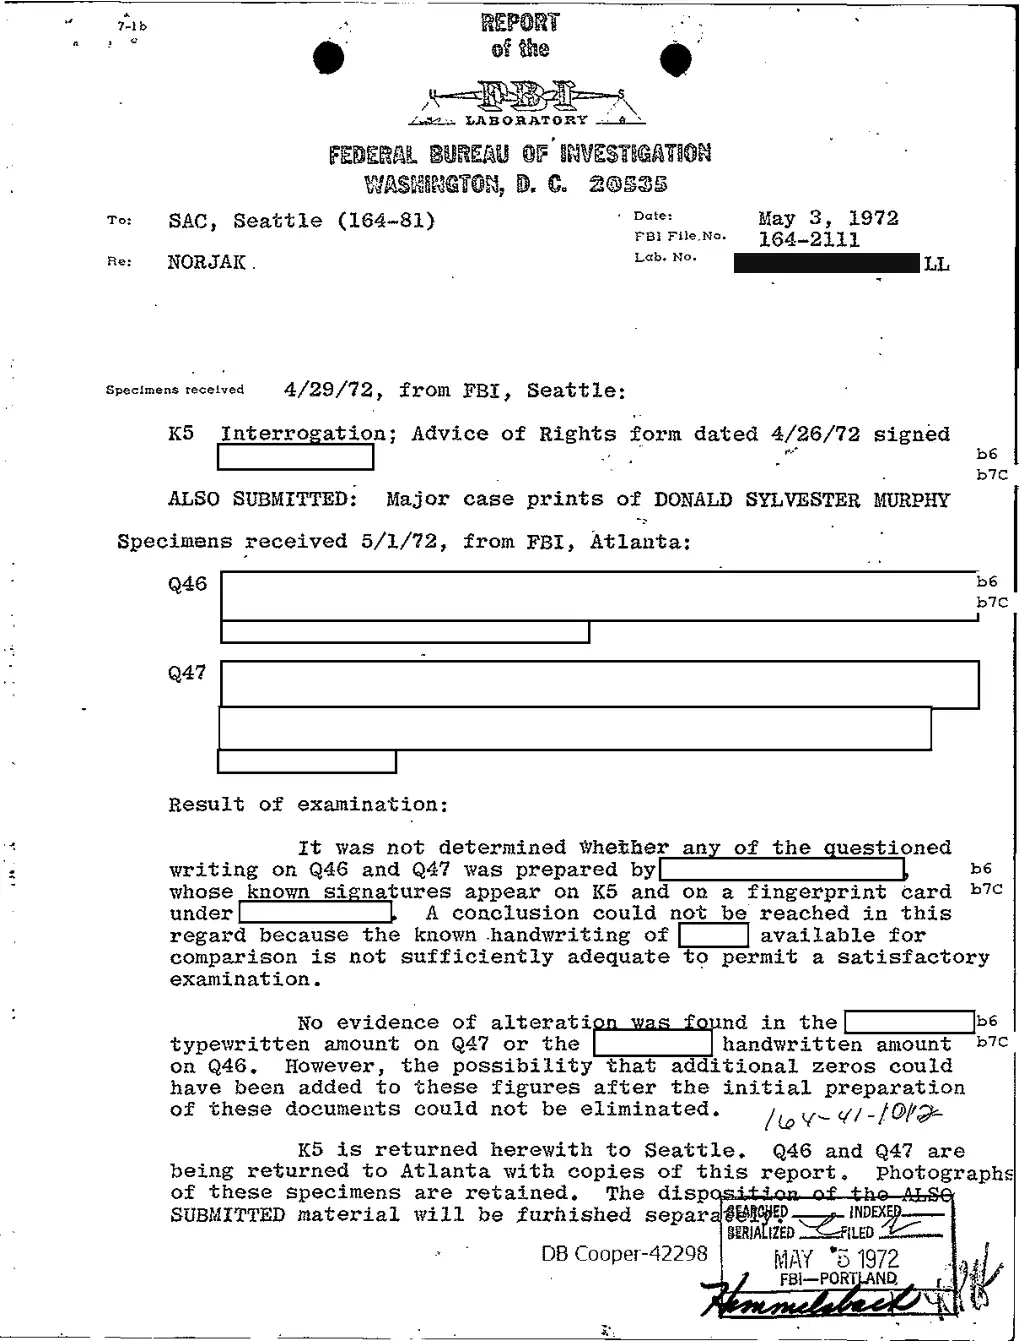 7-1b
REPORT
of the
U S
FBI
LABORATORY
FEDERAL BUREAU OF INVESTIGATION
WASHINGTON, D. C. 20535
To: SAC, Seattle (164-81) Date: May 3, 1972
FBI File No. 164-2111
Re: NORJAK. Lab. No. LL
Specimens received 4/29/72, from FBI, Seattle:
K5 Interrogation; Advice of Rights form dated 4/26/72 signed
b6
b7C
ALSO SUBMITTED: Major case prints of DONALD SYLVESTER MURPHY
Specimens received 5/1/72, from FBI, Atlanta:
Q46 b6
b7C
Q47
Result of examination:
It was not determined whether any of the questioned
writing on Q46 and Q47 was prepared by , b6
whose known signatures appear on K5 and on a fingerprint card b7C
under . A conclusion could not be reached in this
regard because the known handwriting of available for
comparison is not sufficiently adequate to permit a satisfactory
examination.
No evidence of alteration was found in the b6
typewritten amount on Q47 or the handwritten amount b7C
on Q46. However, the possibility that additional zeros could
have been added to these figures after the initial preparation
of these documents could not be eliminated.
164-41-1012
K5 is returned herewith to Seattle. Q46 and Q47 are
being returned to Atlanta with copies of this report. Photographs
of these specimens are retained. The disposition of the ALSO
SUBMITTED material will be furnished separately.
SEARCHED INDEXED
SERIALIZED FILED
MAY 5 1972
FBI—PORTLAND
DB Cooper-42298
Hemmelsback